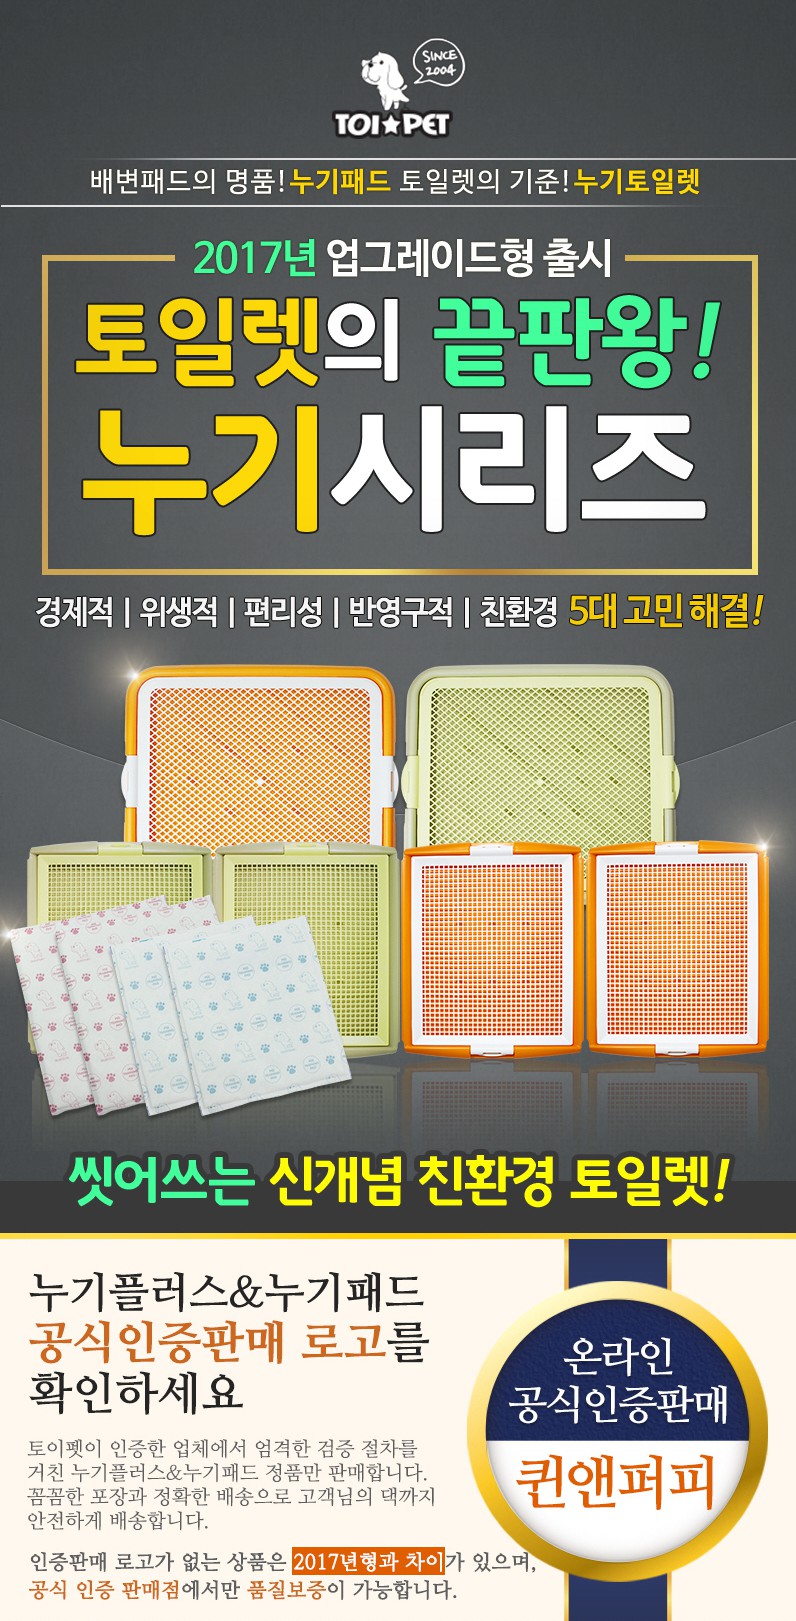 SINCE
2004
TOI★PET
배변패드의 명품! 누기패드 토일렛의 기준! 누기토일렛
2017년 업그레이드형 출시
토일렛의 끝판왕!
누기시리즈
경제적 | 위생적 | 편리성 | 반영구적 | 친환경 5대 고민 해결!
씻어쓰는 신개념 친환경 토일렛!
누기플러스&누기패드
공식인증판매 로고를
확인하세요
토이펫이 인증한 업체에서 엄격한 검증 절차를
거친 누기플러스&누기패드 정품만 판매합니다.
꼼꼼한 포장과 정확한 배송으로 고객님의 댁까지
안전하게 배송합니다.
인증판매 로고가 없는 상품은 2017년형과 차이가 있으며,
공식 인증 판매점에서만 품질보증이 가능합니다.
온라인
공식인증판매
퀸앤퍼피